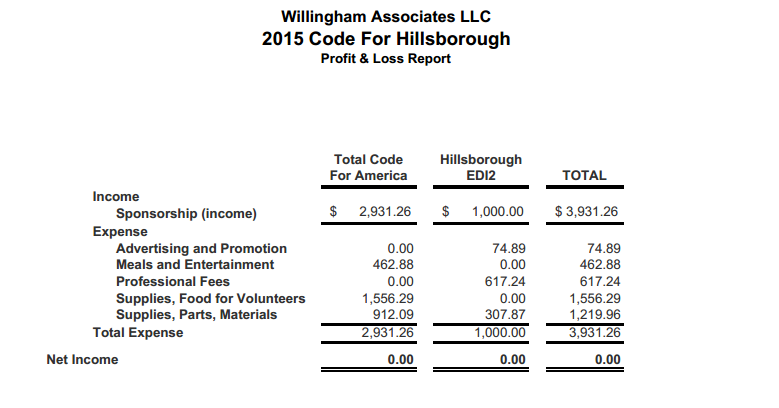 Willingham Associates LLC
2015 Code For Hillsborough
Profit & Loss Report
Total Code For America Hillsborough EDI2 TOTAL
Income
Sponsorship (income) $ 2,931.26 $ 1,000.00 $ 3,931.26
Expense
Advertising and Promotion 0.00 74.89 74.89
Meals and Entertainment 462.88 0.00 462.88
Professional Fees 0.00 617.24 617.24
Supplies, Food for Volunteers 1,556.29 0.00 1,556.29
Supplies, Parts, Materials 912.09 307.87 1,219.96
Total Expense 2,931.26 1,000.00 3,931.26
Net Income 0.00 0.00 0.00